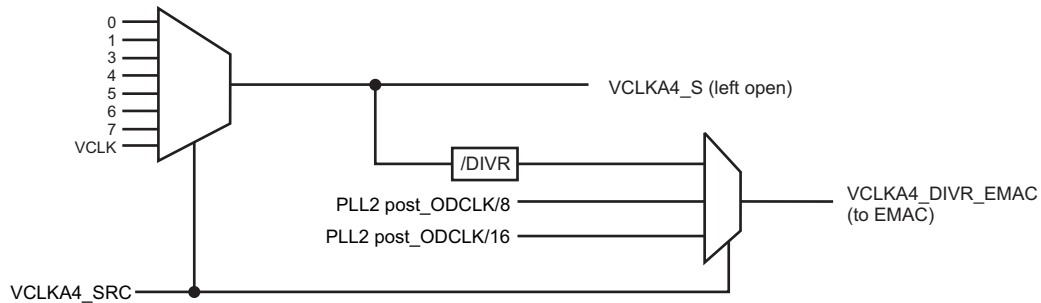 0
1
3
4
5
6
7
VCLK
VCLKA4_S (left open)
/DIVR
PLL2 post_ODCLK/8
PLL2 post_ODCLK/16
VCLKA4_DIVR_EMAC
(to EMAC)
VCLKA4_SRC